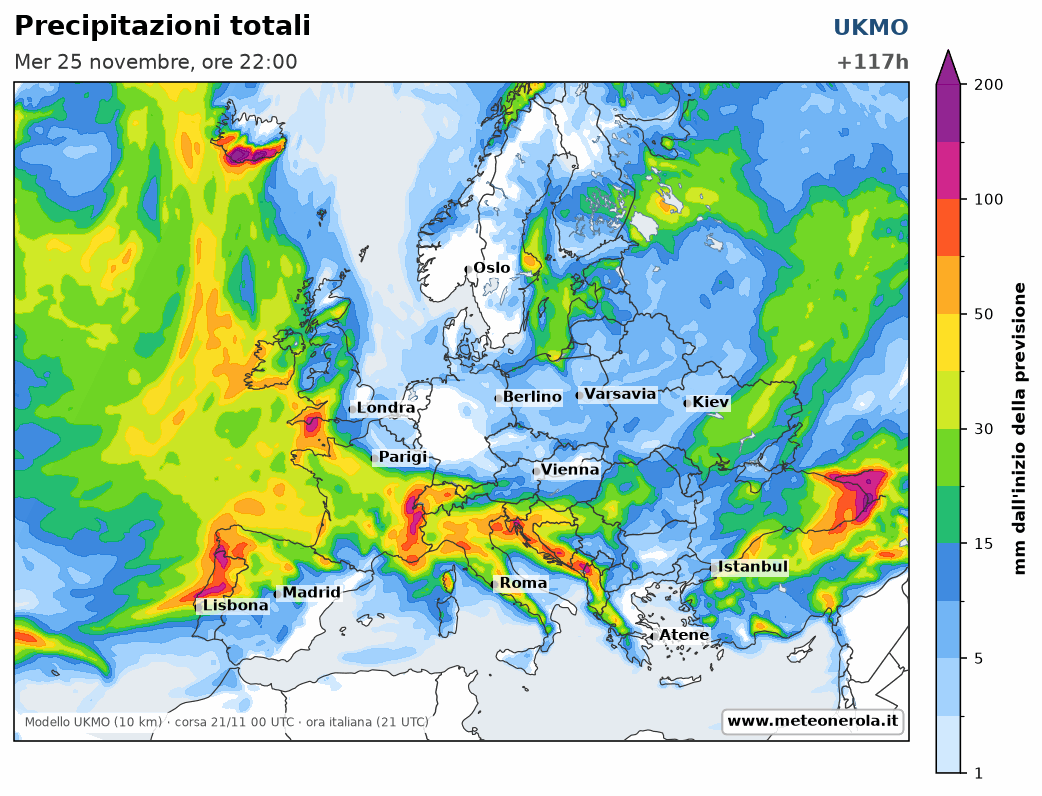 Precipitazioni totali
UKMO
Mer 25 novembre, ore 22:00
+117h
200
100
50
30
15
5
1
mm dall'inizio della previsione
Oslo
Berlino
Varsavia
Kiev
Londra
Parigi
Vienna
Istanbul
Roma
Madrid
Lisbona
Atene
Modello UKMO (10 km) · corsa 21/11 00 UTC · ora italiana (21 UTC)
www.meteonerola.it